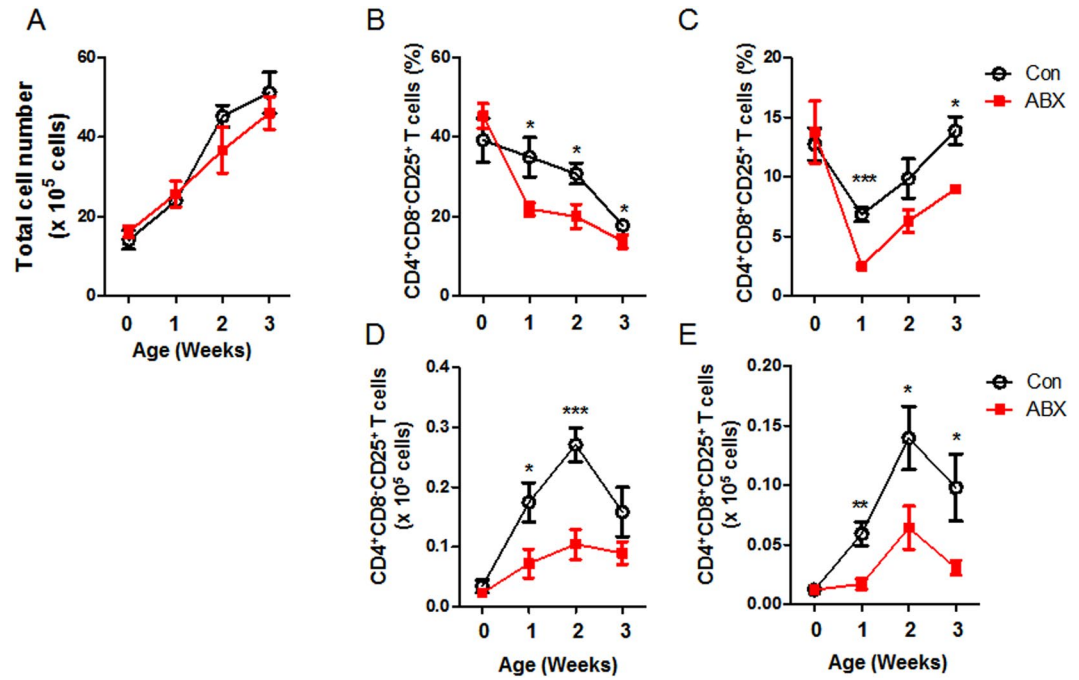 A
Total cell number
(x 10⁵ cells)
60
40
20
0
0 1 2 3
Age (Weeks)
B
CD4⁺CD8⁻CD25⁺ T cells (%)
60
40
20
0
* * *
0 1 2 3
C
CD4⁺CD8⁺CD25⁺ T cells (%)
20
15
10
5
0
*** *
0 1 2 3
Con
ABX
D
CD4⁺CD8⁻CD25⁺ T cells
(x 10⁵ cells)
0.4
0.3
0.2
0.1
0.0
* ***
0 1 2 3
Age (Weeks)
E
CD4⁺CD8⁺CD25⁺ T cells
(x 10⁵ cells)
0.20
0.15
0.10
0.05
0.00
** * *
0 1 2 3
Age (Weeks)
Con
ABX